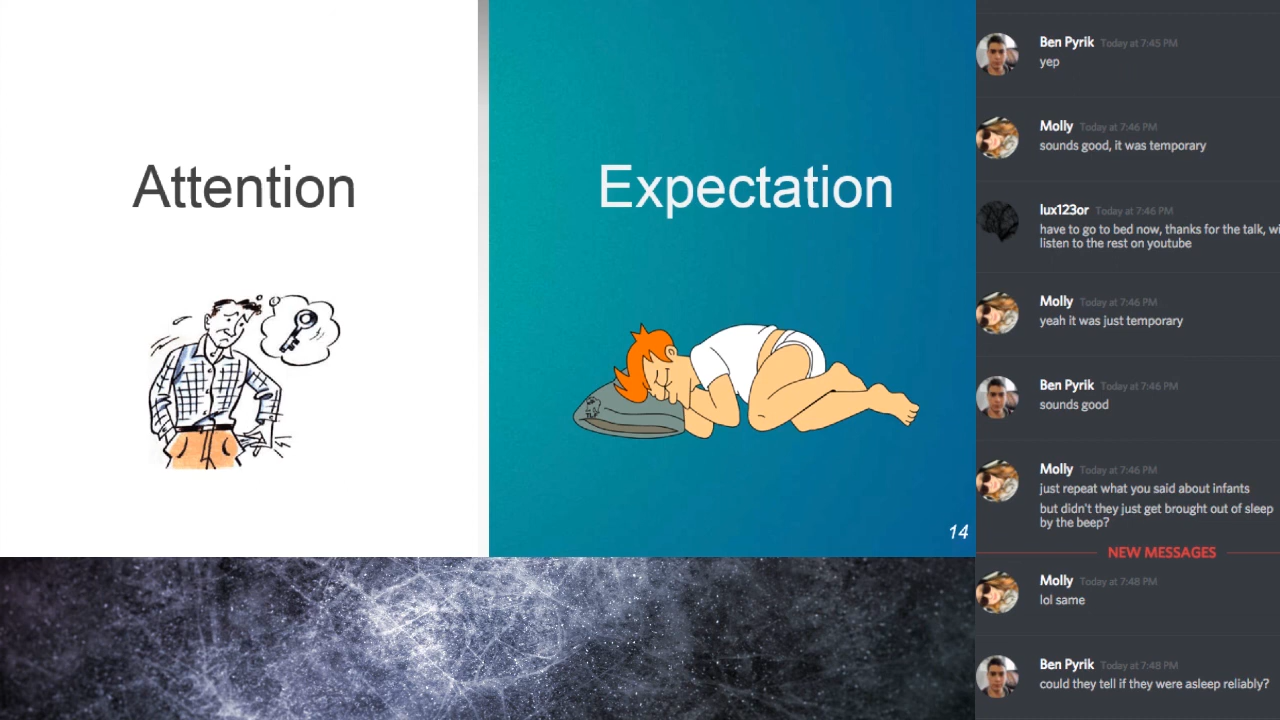 Attention
Expectation
14
Ben Pyrik Today at 7:45 PM
yep
Molly Today at 7:46 PM
sounds good, it was temporary
lux123or Today at 7:46 PM
have to go to bed now, thanks for the talk, wi
listen to the rest on youtube
Molly Today at 7:46 PM
yeah it was just temporary
Ben Pyrik Today at 7:46 PM
sounds good
Molly Today at 7:46 PM
just repeat what you said about infants
but didn't they just get brought out of sleep
by the beep?
NEW MESSAGES
Molly Today at 7:48 PM
lol same
Ben Pyrik Today at 7:48 PM
could they tell if they were asleep reliably?